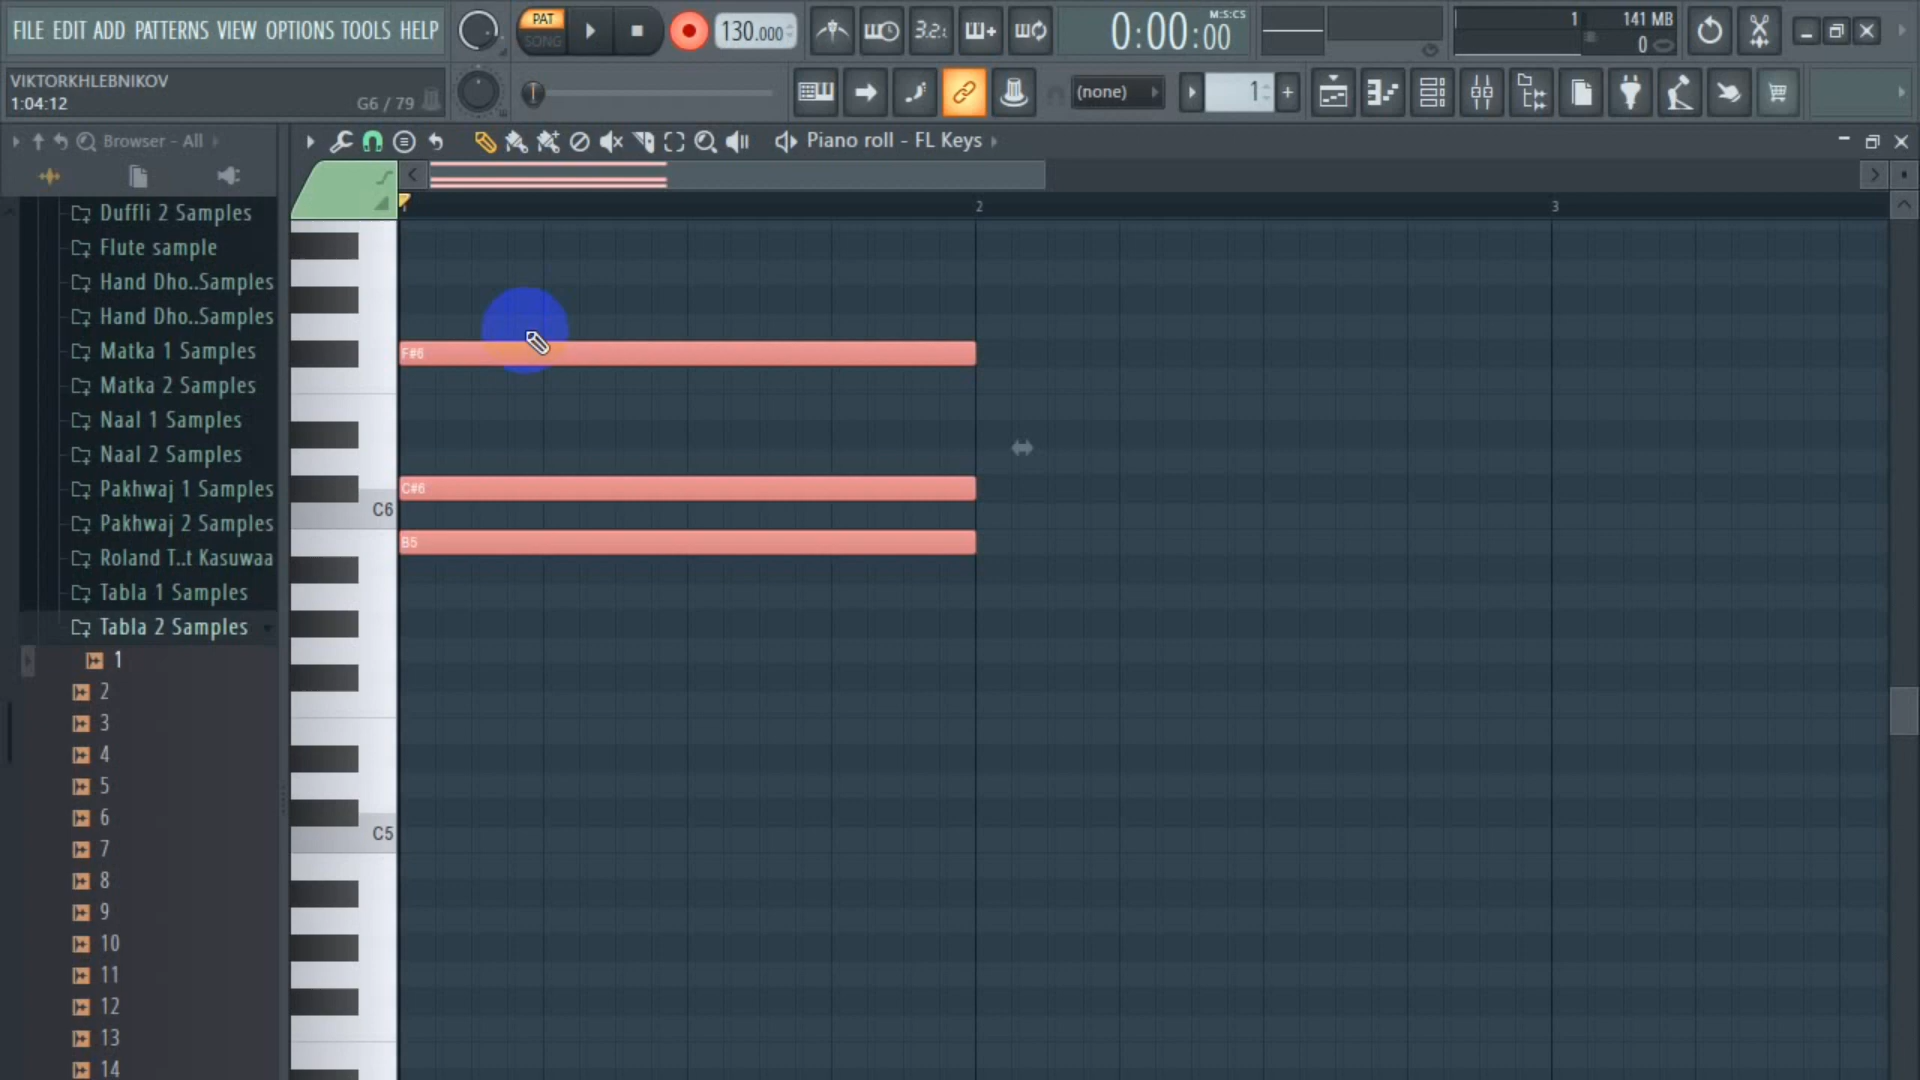 FILE EDIT ADD PATTERNS VIEW OPTIONS TOOLS HELP
PAT
SONG
130.000
3.2.
0:00:00
M:S:CS
1
141 MB
0
VIKTORKHLEBNIKOV
1:04:12
G6 / 79
(none)
1
+
Browser - All
Piano roll - FL Keys
2
3
Duffli 2 Samples
Flute sample
Hand Dho..Samples
Hand Dho..Samples
Matka 1 Samples
Matka 2 Samples
Naal 1 Samples
Naal 2 Samples
Pakhwaj 1 Samples
Pakhwaj 2 Samples
Roland T..t Kasuwaa
Tabla 1 Samples
Tabla 2 Samples
1
2
3
4
5
6
7
8
9
10
11
12
13
14
F#6
C#6
C6
B5
C5